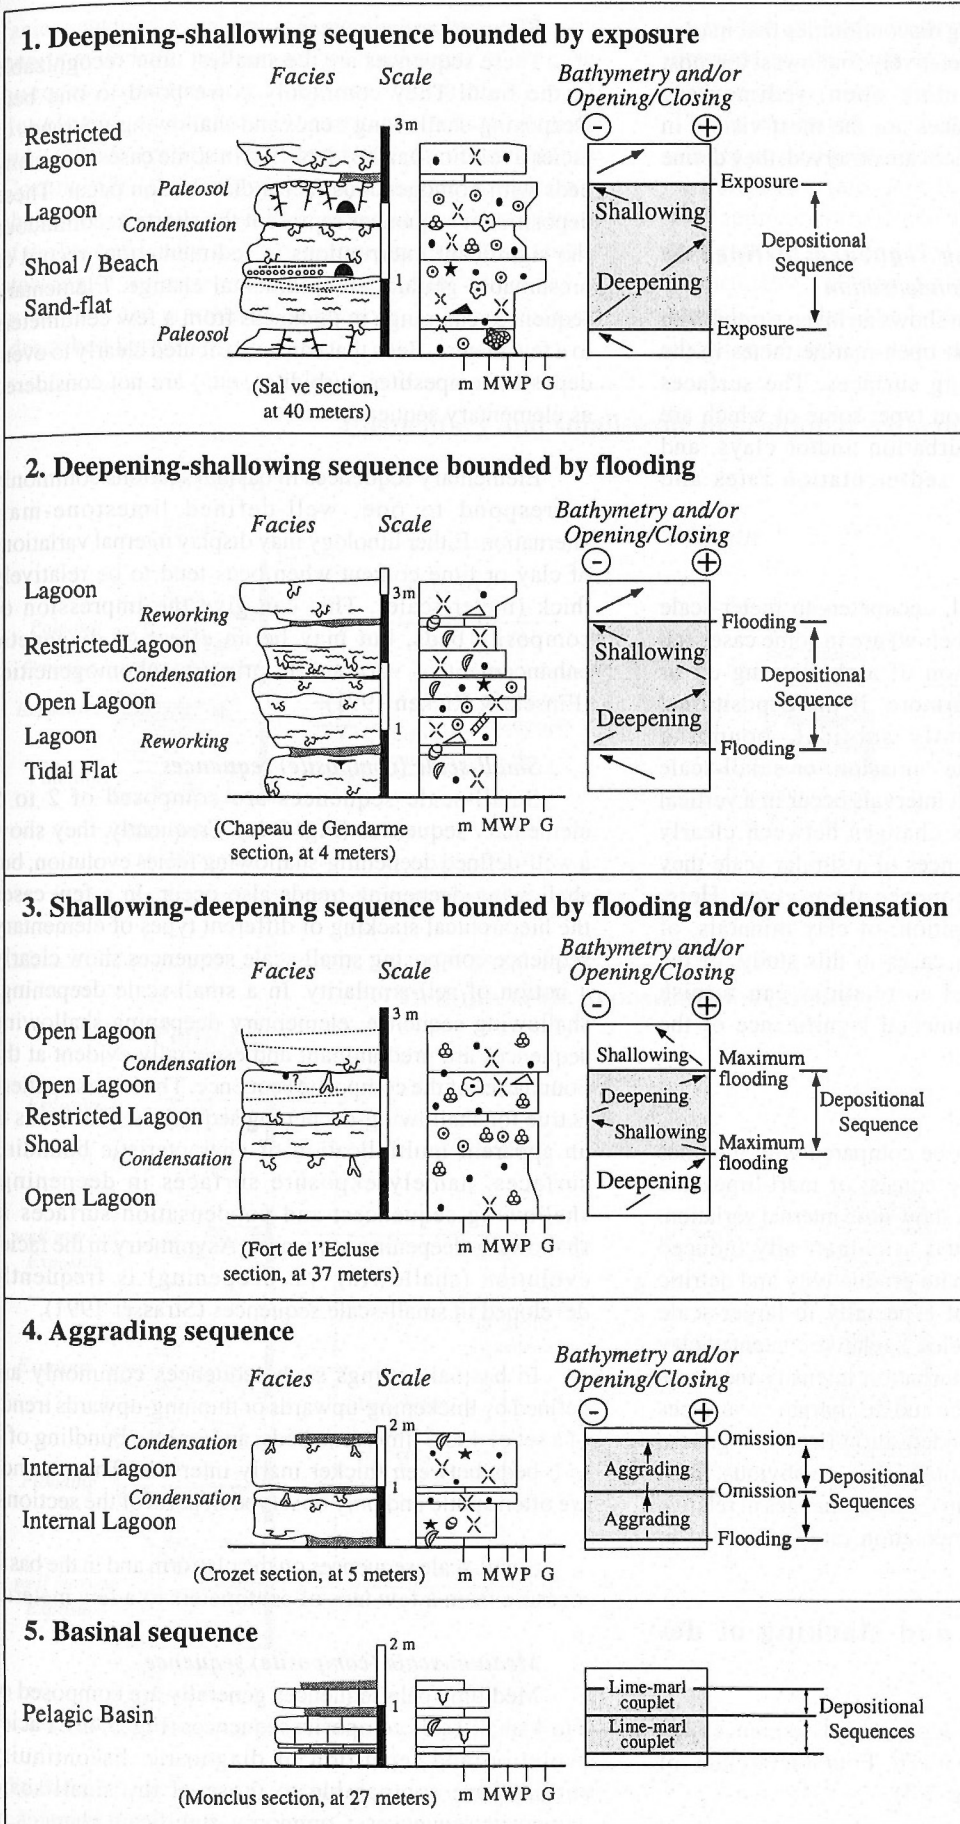 1. Deepening-shallowing sequence bounded by exposure
Facies Scale Bathymetry and/or
Opening/Closing
- +
3 m
Restricted
Lagoon
Paleosol
Exposure
Lagoon
Shallowing
Condensation
Depositional
Sequence
Shoal / Beach
1
Deepening
Sand-flat
Paleosol
Exposure
m M W P G
(Salève section,
at 40 meters)
2. Deepening-shallowing sequence bounded by flooding
Facies Scale Bathymetry and/or
Opening/Closing
- +
3 m
Lagoon
Reworking
Flooding
RestrictedLagoon
Shallowing
Condensation
Depositional
Sequence
Open Lagoon
Deepening
Lagoon
1
Reworking
Flooding
Tidal Flat
m M W P G
(Chapeau de Gendarme
section, at 4 meters)
3. Shallowing-deepening sequence bounded by flooding and/or condensation
Facies Scale Bathymetry and/or
Opening/Closing
- +
3 m
Open Lagoon
Condensation
Shallowing
Maximum
flooding
Open Lagoon
? ?
Deepening
Restricted Lagoon
Depositional
Sequence
Shoal
Shallowing
1
Condensation
Maximum
flooding
Open Lagoon
Deepening
m M W P G
(Fort de l'Ecluse
section, at 37 meters)
4. Aggrading sequence
Facies Scale Bathymetry and/or
Opening/Closing
- +
2 m
Condensation
Omission
Internal Lagoon
Aggrading
Depositional
Sequences
Condensation
1
Omission
Internal Lagoon
Aggrading
Flooding
m M W P G
(Crozet section, at 5 meters)
5. Basinal sequence
2 m
Lime-marl
couplet
Pelagic Basin
1
Depositional
Sequences
Lime-marl
couplet
m M W P G
(Monclus section, at 27 meters)